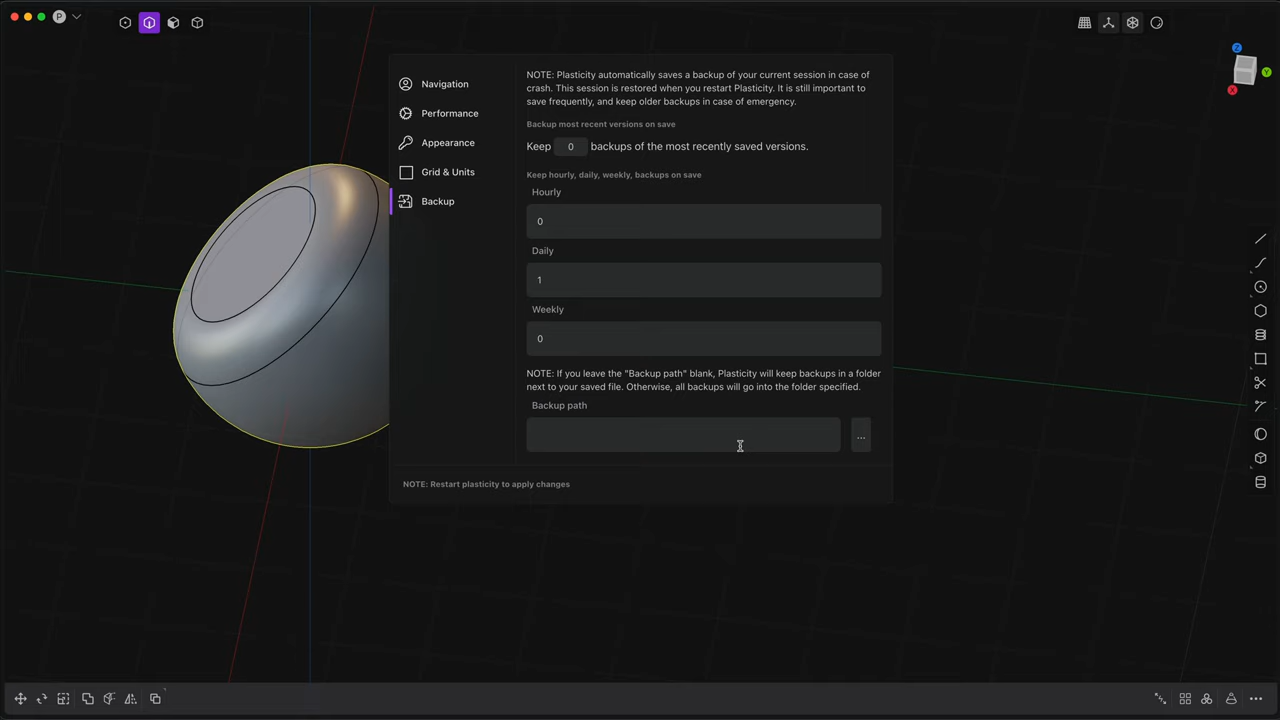 P
Z
Y
X
Navigation
Performance
Appearance
Grid & Units
Backup
NOTE: Plasticity automatically saves a backup of your current session in case of
crash. This session is restored when you restart Plasticity. It is still important to
save frequently, and keep older backups in case of emergency.
Backup most recent versions on save
Keep 0 backups of the most recently saved versions.
Keep hourly, daily, weekly, backups on save
Hourly
0
Daily
1
Weekly
0
NOTE: If you leave the "Backup path" blank, Plasticity will keep backups in a folder
next to your saved file. Otherwise, all backups will go into the folder specified.
Backup path
...
NOTE: Restart plasticity to apply changes